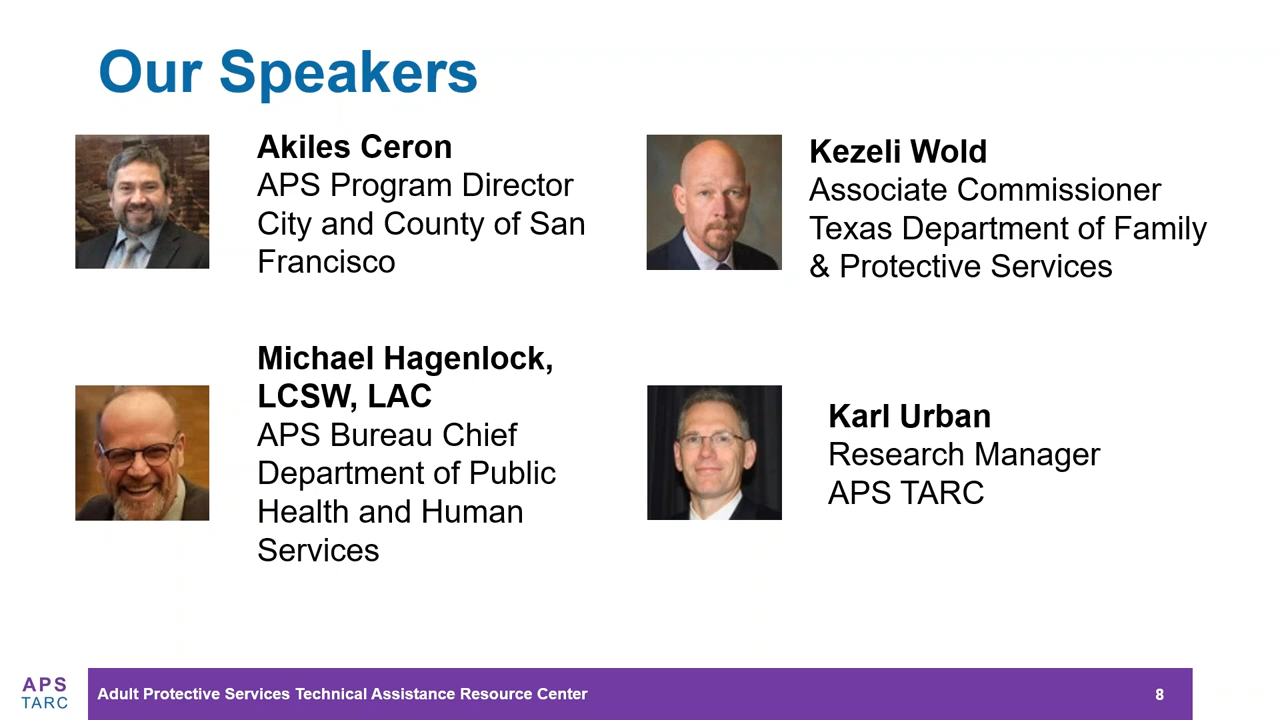 Our Speakers
Akiles Ceron
APS Program Director
City and County of San
Francisco
Kezeli Wold
Associate Commissioner
Texas Department of Family
& Protective Services
Michael Hagenlock,
LCSW, LAC
APS Bureau Chief
Department of Public
Health and Human
Services
Karl Urban
Research Manager
APS TARC
APS
TARC
Adult Protective Services Technical Assistance Resource Center
8